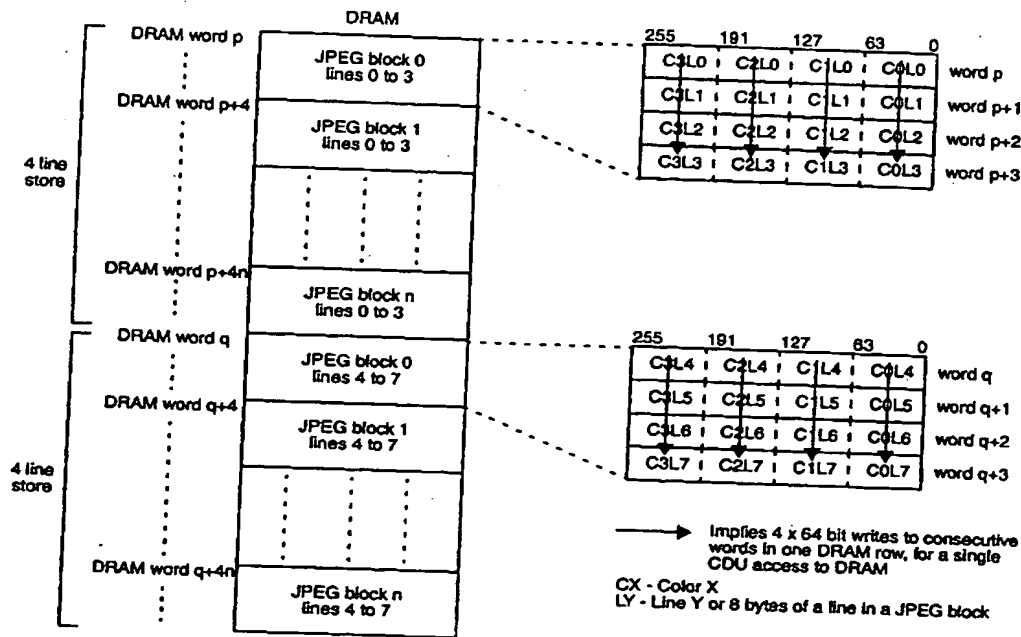 DRAM
DRAM word p
JPEG block 0
lines 0 to 3
DRAM word p+4
JPEG block 1
lines 0 to 3
4 line
store
DRAM word p+4n
JPEG block n
lines 0 to 3
255 191 127 63 0
C3L0 C2L0 C1L0 C0L0 word p
C3L1 C2L1 C1L1 C0L1 word p+1
C3L2 C2L2 C1L2 C0L2 word p+2
C3L3 C2L3 C1L3 C0L3 word p+3
DRAM word q
JPEG block 0
lines 4 to 7
DRAM word q+4
JPEG block 1
lines 4 to 7
4 line
store
DRAM word q+4n
JPEG block n
lines 4 to 7
255 191 127 63 0
C3L4 C2L4 C1L4 C0L4 word q
C3L5 C2L5 C1L5 C0L5 word q+1
C3L6 C2L6 C1L6 C0L6 word q+2
C3L7 C2L7 C1L7 C0L7 word q+3
Implies 4 x 64 bit writes to consecutive
words in one DRAM row, for a single
CDU access to DRAM
CX - Color X
LY - Line Y or 8 bytes of a line in a JPEG block